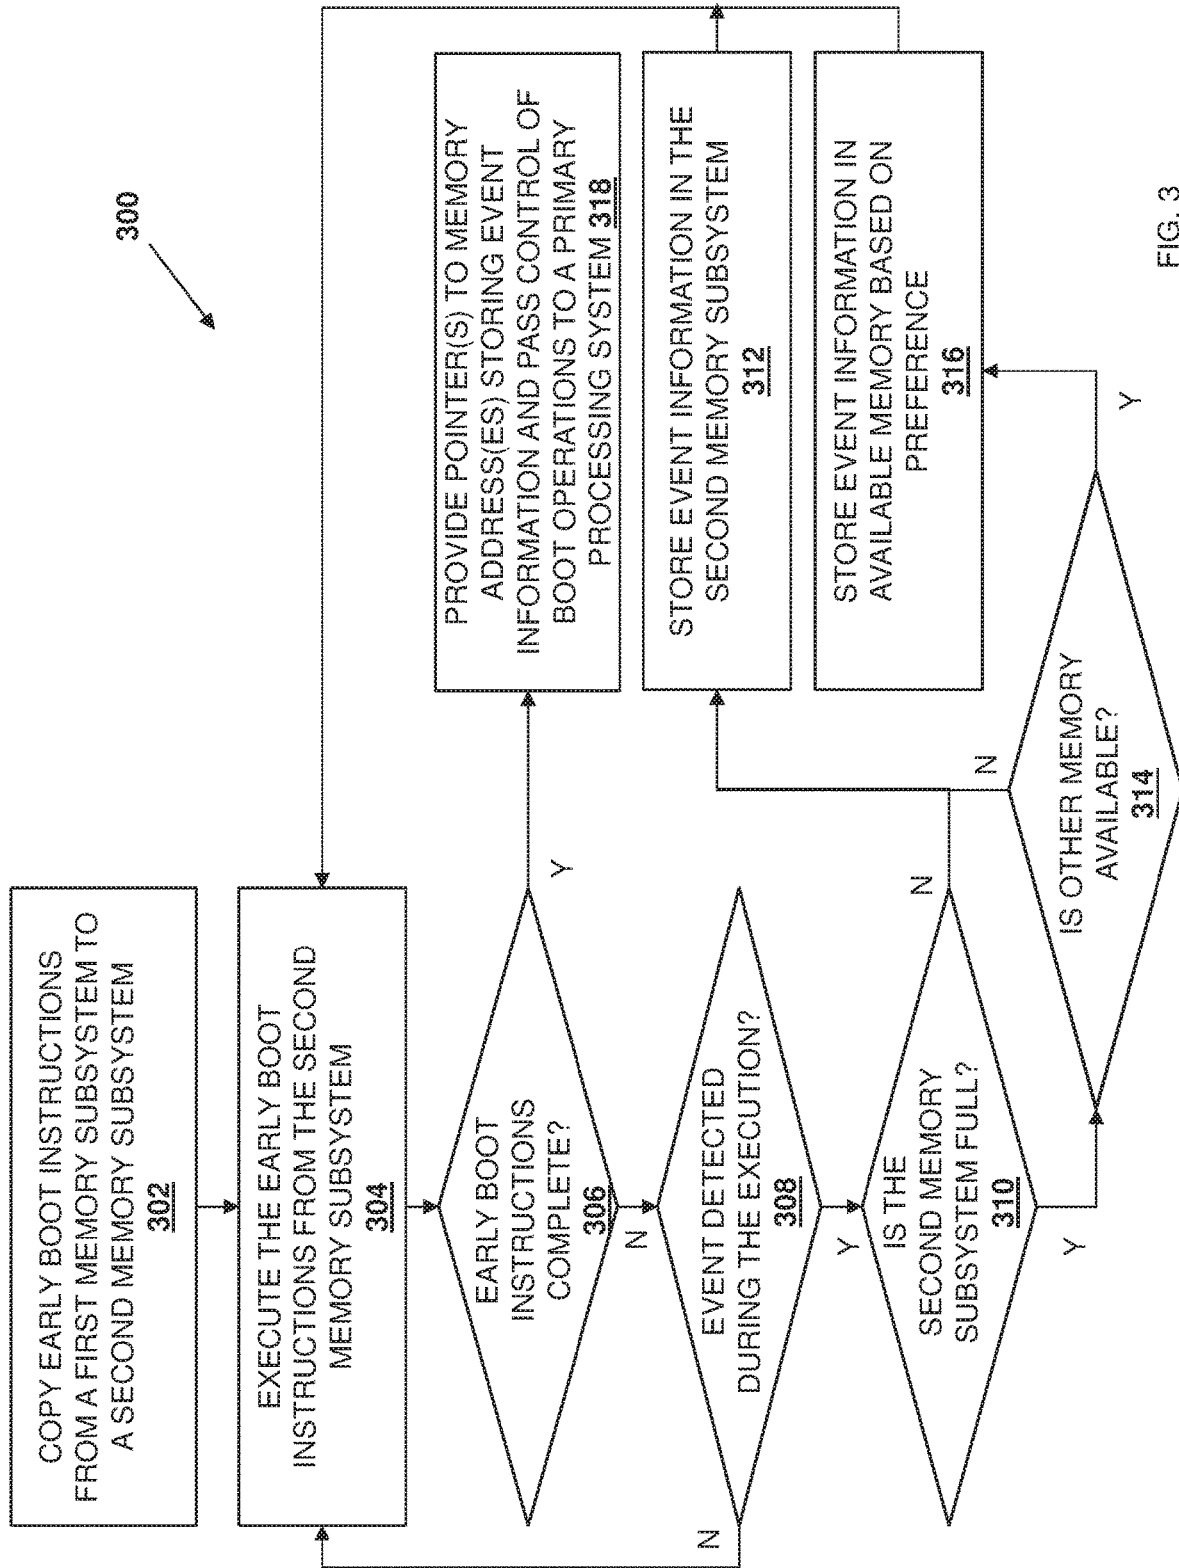 300
COPY EARLY BOOT INSTRUCTIONS
FROM A FIRST MEMORY SUBSYSTEM TO
A SECOND MEMORY SUBSYSTEM
302
EXECUTE THE EARLY BOOT
INSTRUCTIONS FROM THE SECOND
MEMORY SUBSYSTEM
304
EARLY BOOT
INSTRUCTIONS
COMPLETE?
306
Y
N
PROVIDE POINTER(S) TO MEMORY
ADDRESS(ES) STORING EVENT
INFORMATION AND PASS CONTROL OF
BOOT OPERATIONS TO A PRIMARY
PROCESSING SYSTEM 318
EVENT DETECTED
DURING THE EXECUTION?
308
N
Y
STORE EVENT INFORMATION IN THE
SECOND MEMORY SUBSYSTEM
312
IS THE
SECOND MEMORY
SUBSYSTEM FULL?
310
N
Y
STORE EVENT INFORMATION IN
AVAILABLE MEMORY BASED ON
PREFERENCE
316
IS OTHER MEMORY
AVAILABLE?
314
N
Y
FIG. 3